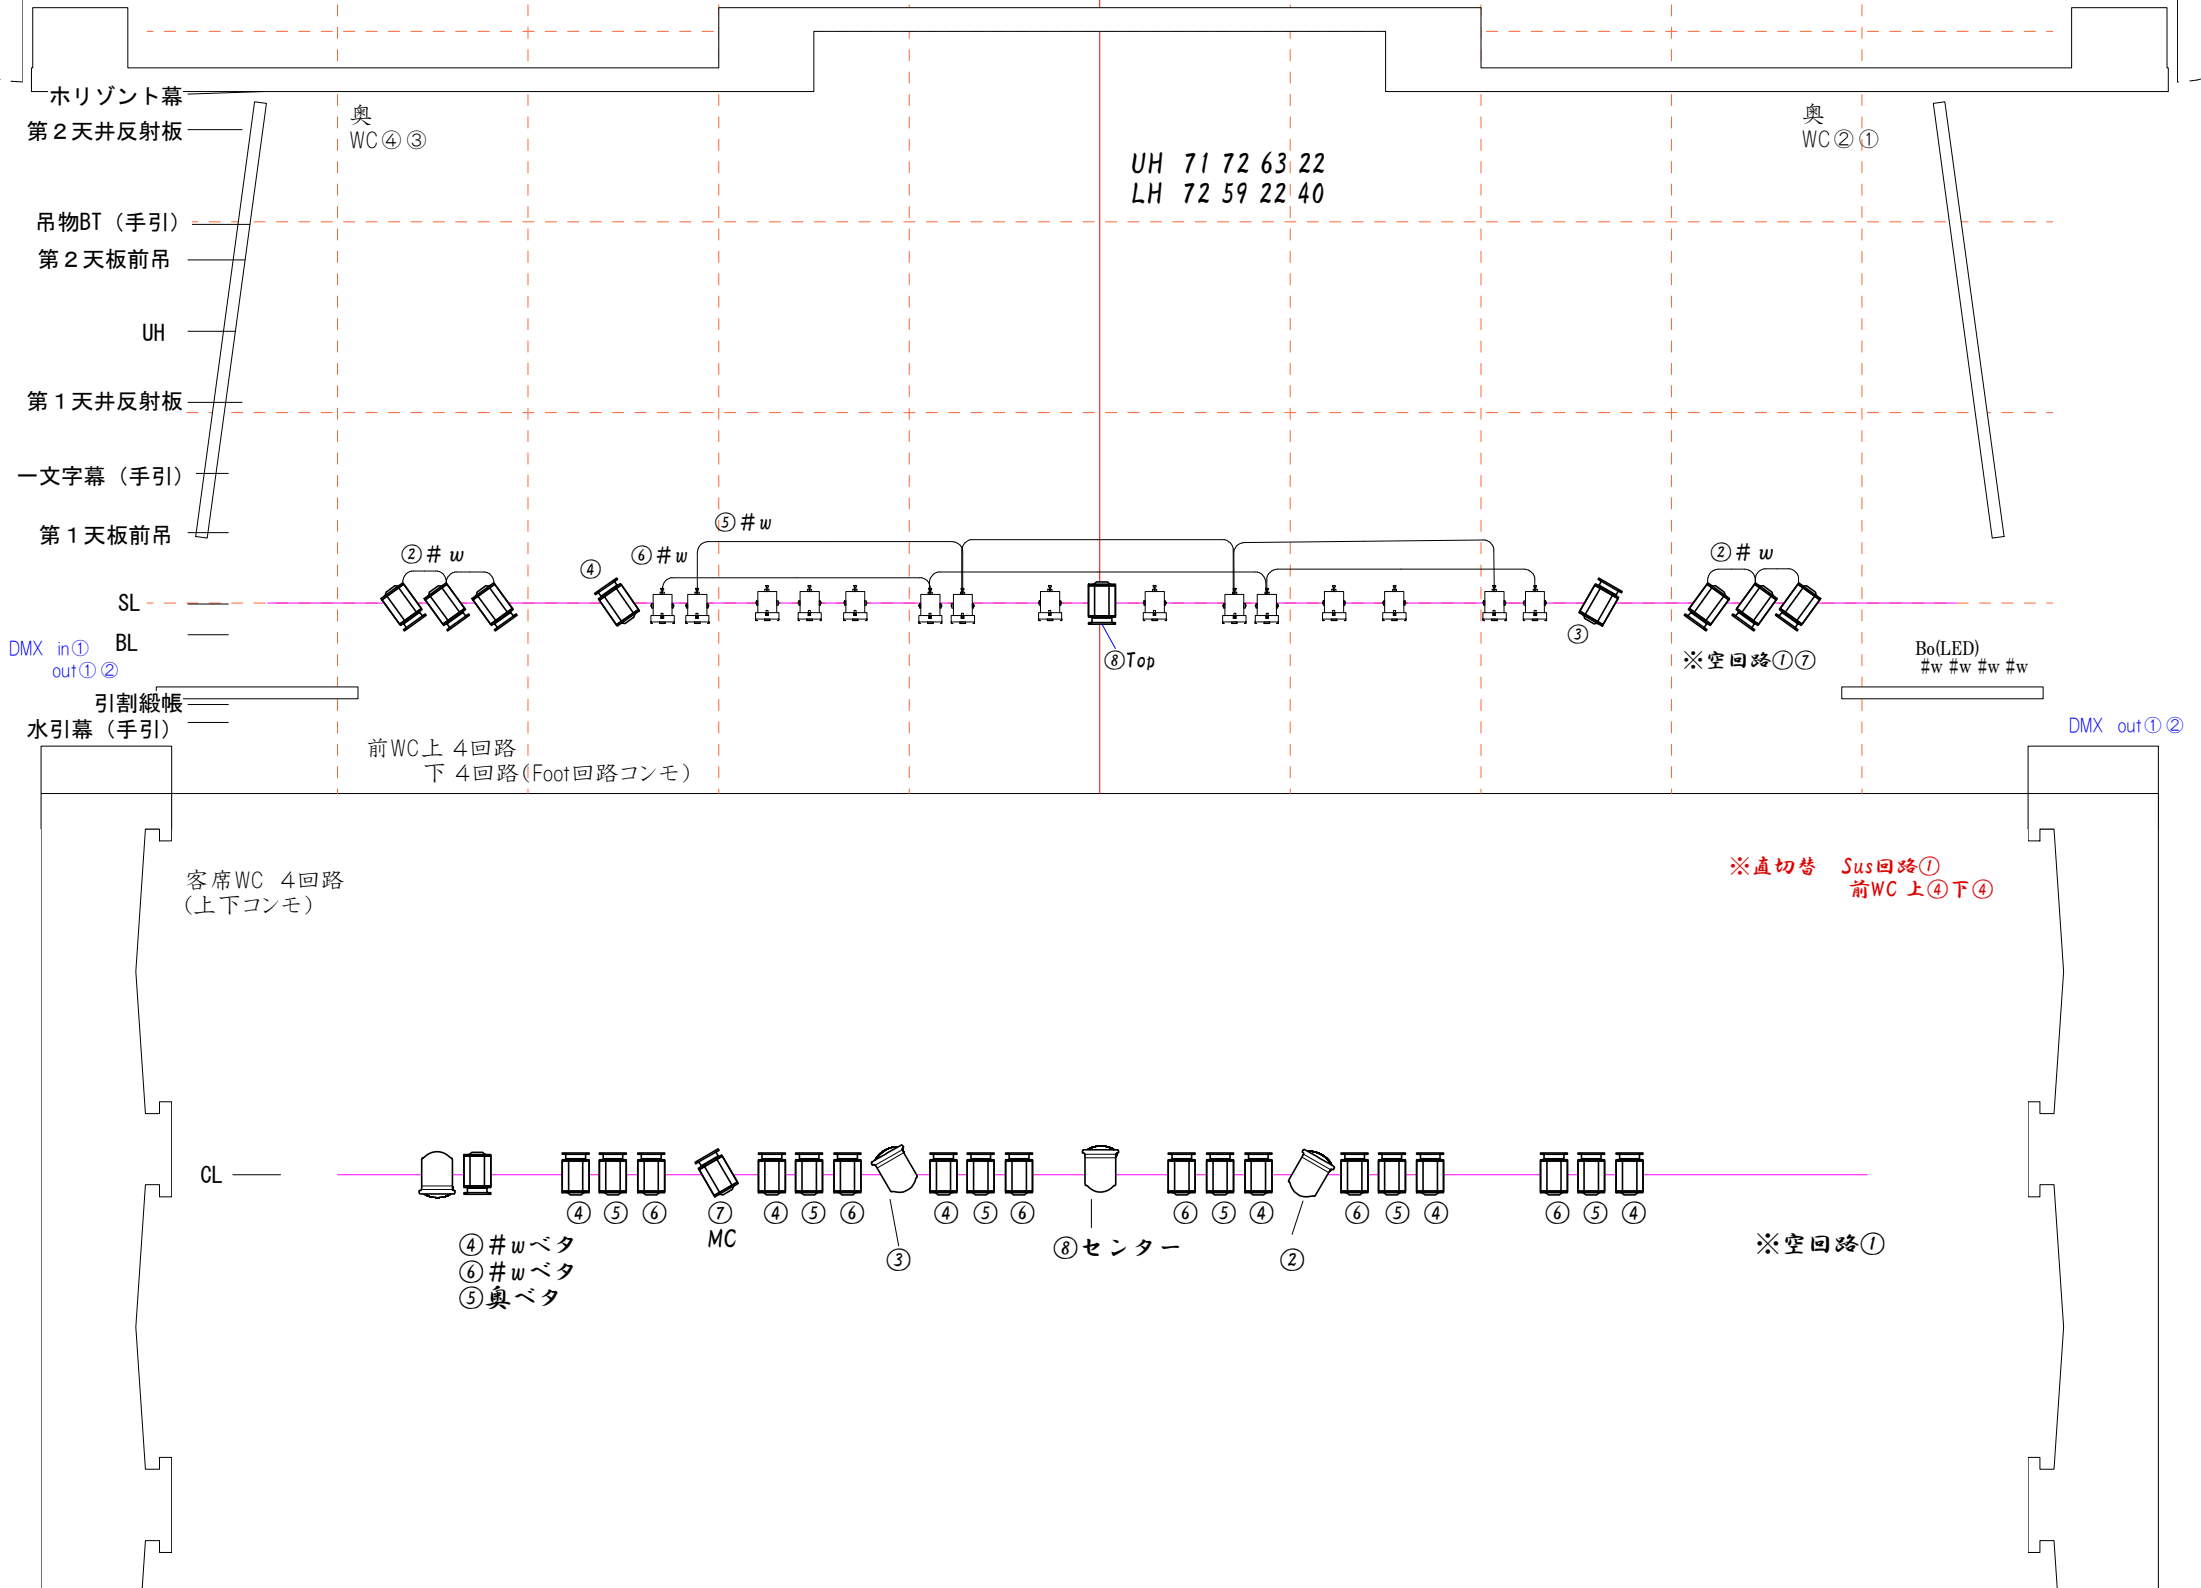 ホリゾント幕
第２天井反射板
奥
WC④③
奥
WC②①
UH 71 72 63 22
LH 72 59 22 40
吊物BT（手引）
第２天板前吊
UH
第１天井反射板
一文字幕（手引）
第１天板前吊
⑤#w
②#w
⑥#w
②#w
④
SL
BL
DMX in①
out①②
③
⑧Top
※空回路①⑦
Bo(LED)
#w #w #w #w
引割緞帳
水引幕（手引）
DMX out①②
前WC上 4回路
下 4回路(Foot回路コンモ)
客席WC 4回路
(上下コンモ)
※直切替 Sus回路①
前WC 上④下④
CL
④ ⑤ ⑥ ⑦ ④ ⑤ ⑥ ④ ⑤ ⑥ ⑥ ⑤ ④ ⑥ ⑤ ④ ⑥ ⑤ ④
MC
④#wベタ
⑥#wベタ
⑤奥ベタ
③
⑧センター
②
※空回路①